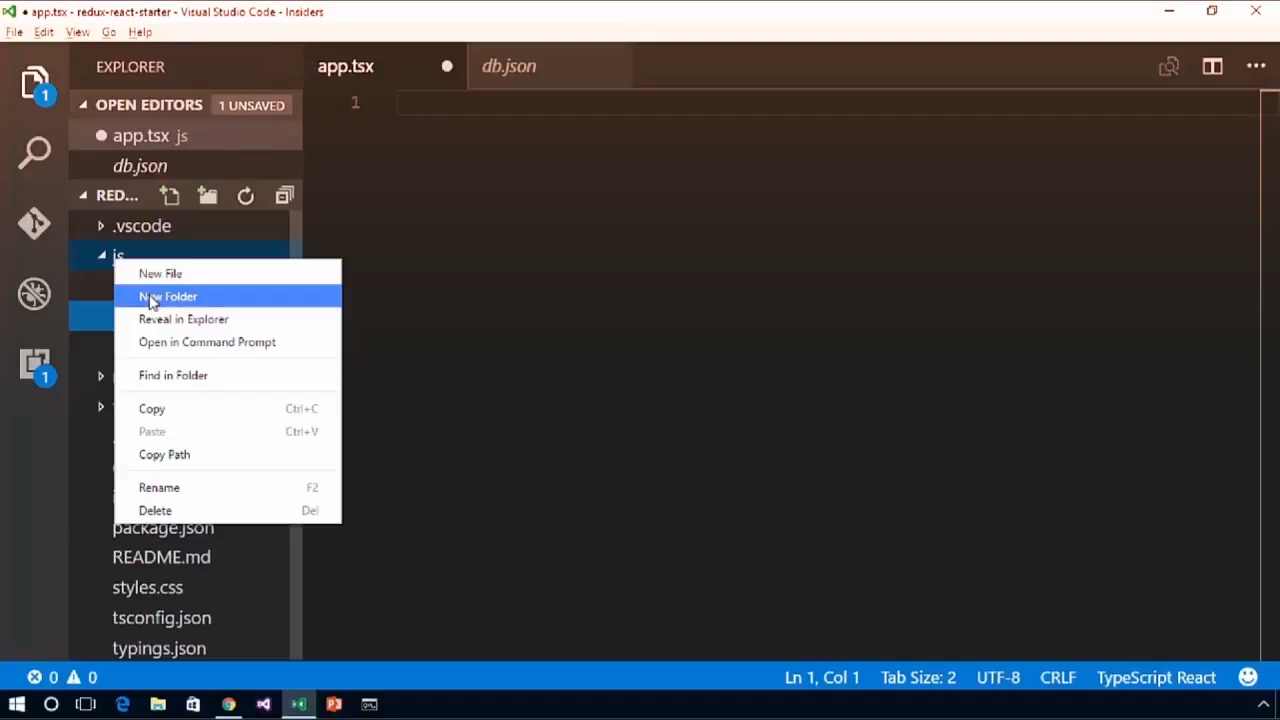 ● app.tsx - redux-react-starter - Visual Studio Code - Insiders
File Edit View Go Help
EXPLORER
app.tsx
db.json
1
OPEN EDITORS 1 UNSAVED
1
app.tsx js
db.json
RED...
.vscode
js
New File
New Folder
Reveal in Explorer
Open in Command Prompt
Find in Folder
1
Copy Ctrl+C
Paste Ctrl+V
Copy Path
Rename F2
Delete Del
package.json
README.md
styles.css
tsconfig.json
typings.json
0 0 Ln 1, Col 1 Tab Size: 2 UTF-8 CRLF TypeScript React